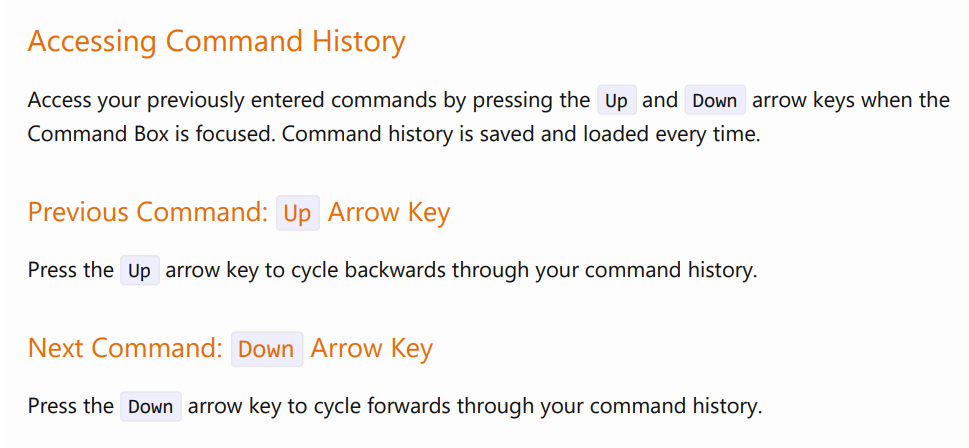 Accessing Command History
Access your previously entered commands by pressing the Up and Down arrow keys when the
Command Box is focused. Command history is saved and loaded every time.
Previous Command: Up Arrow Key
Press the Up arrow key to cycle backwards through your command history.
Next Command: Down Arrow Key
Press the Down arrow key to cycle forwards through your command history.